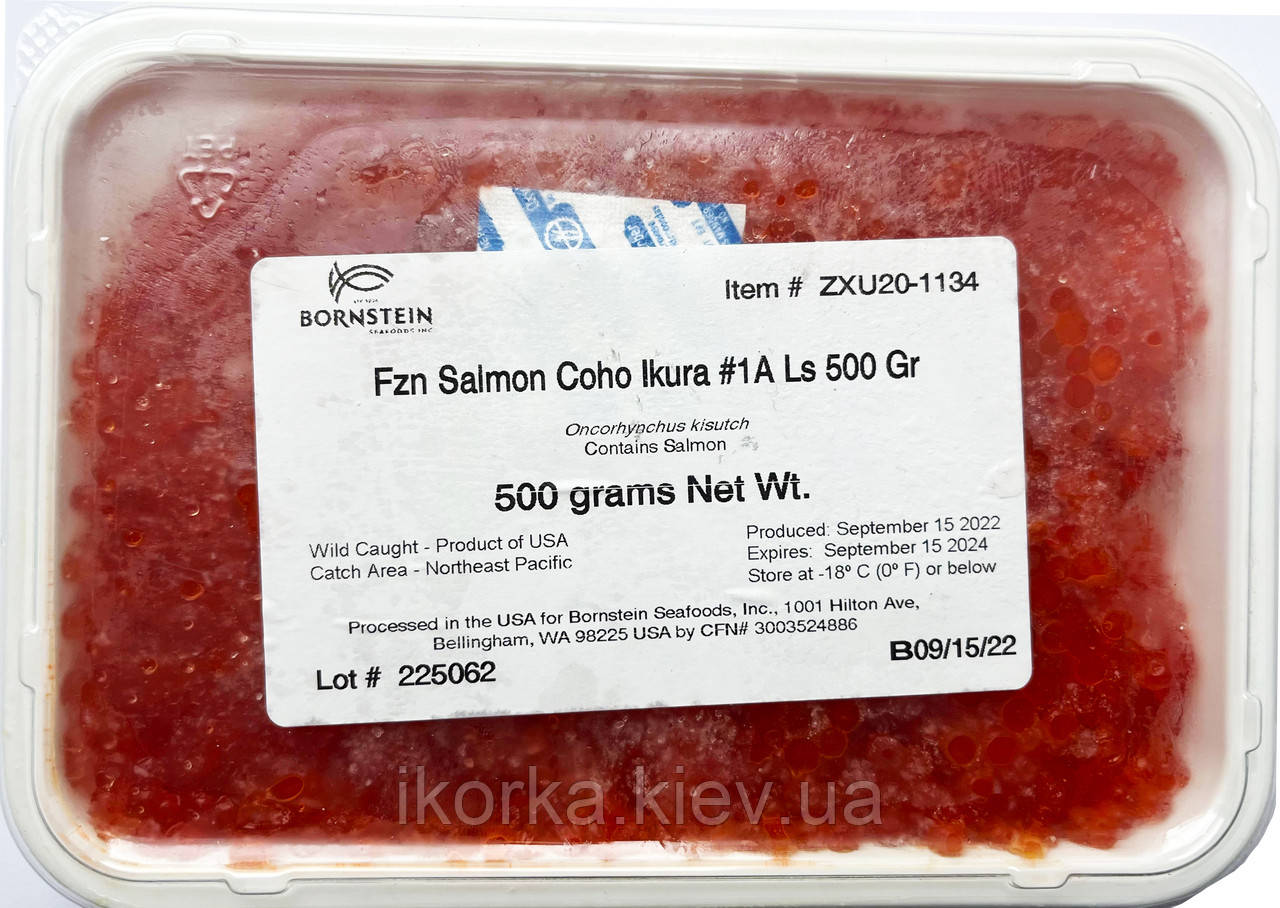 PET
BORNSTEIN
SEAFOODS INC
Item # ZXU20-1134
Fzn Salmon Coho Ikura #1A Ls 500 Gr
Oncorhynchus kisutch
Contains Salmon
500 grams Net Wt.
Wild Caught - Product of USA
Catch Area - Northeast Pacific
Produced: September 15 2022
Expires: September 15 2024
Store at -18º C (0º F) or below
Processed in the USA for Bornstein Seafoods, Inc., 1001 Hilton Ave,
Bellingham, WA 98225 USA by CFN# 3003524886
Lot # 225062
B09/15/22
ikorka.kiev.ua